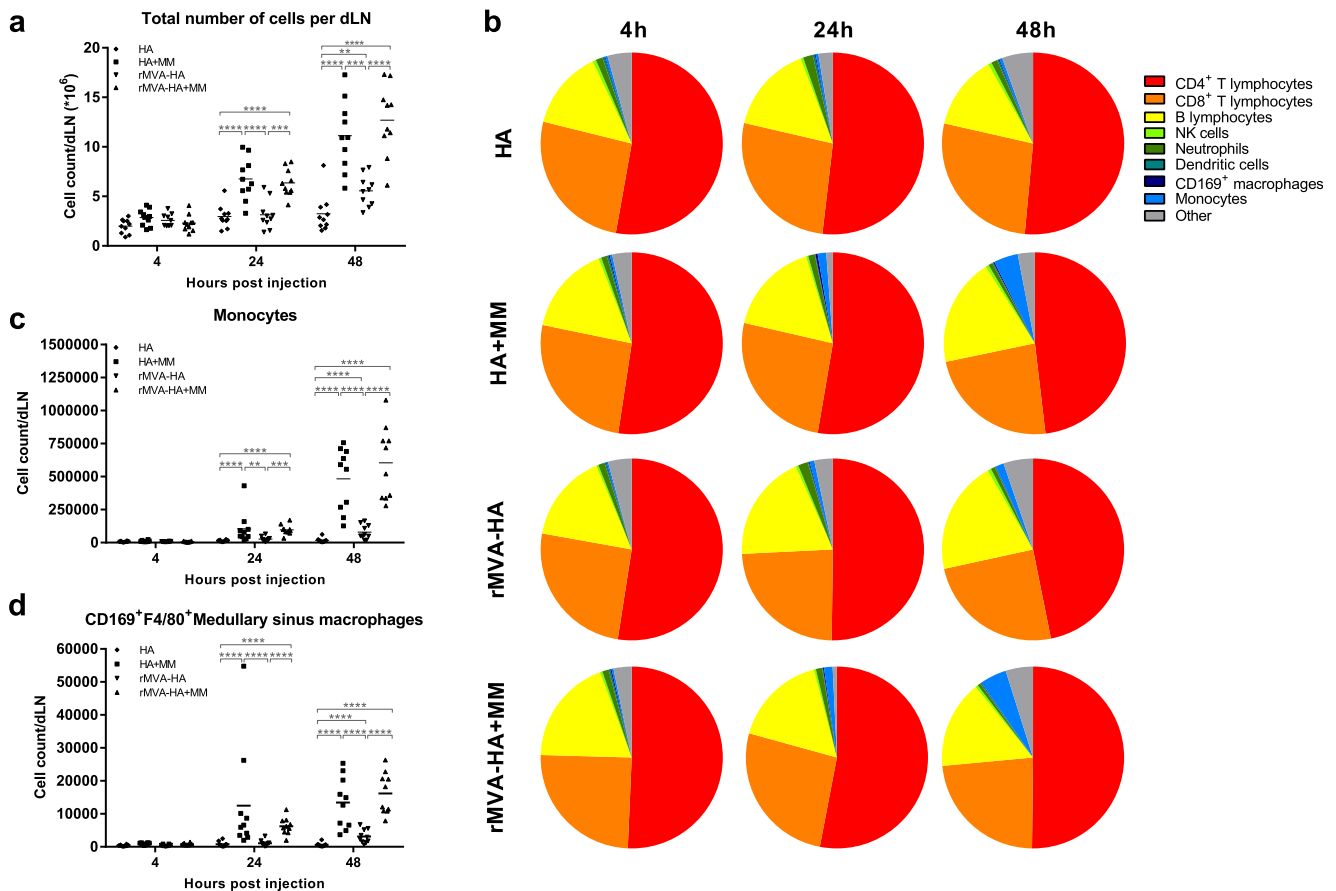 a
Total number of cells per dLN
Cell count/dLN (*10⁶)
20
15
10
5
0
HA
HA+MM
rMVA-HA
rMVA-HA+MM
****
**
**** *** ****
****
**** **** ***
4 24 48
Hours post injection
b
4h 24h 48h
HA
HA+MM
rMVA-HA
rMVA-HA+MM
CD4⁺ T lymphocytes
CD8⁺ T lymphocytes
B lymphocytes
NK cells
Neutrophils
Dendritic cells
CD169⁺ macrophages
Monocytes
Other
c
Monocytes
Cell count/dLN
1500000
1250000
1000000
750000
500000
250000
0
HA
HA+MM
rMVA-HA
rMVA-HA+MM
****
****
**** **** ****
****
**** ** ***
4 24 48
Hours post injection
d
CD169⁺F4/80⁺Medullary sinus macrophages
Cell count/dLN
60000
50000
40000
30000
20000
10000
0
HA
HA+MM
rMVA-HA
rMVA-HA+MM
****
**** **** ****
****
****
**** **** ****
4 24 48
Hours post injection